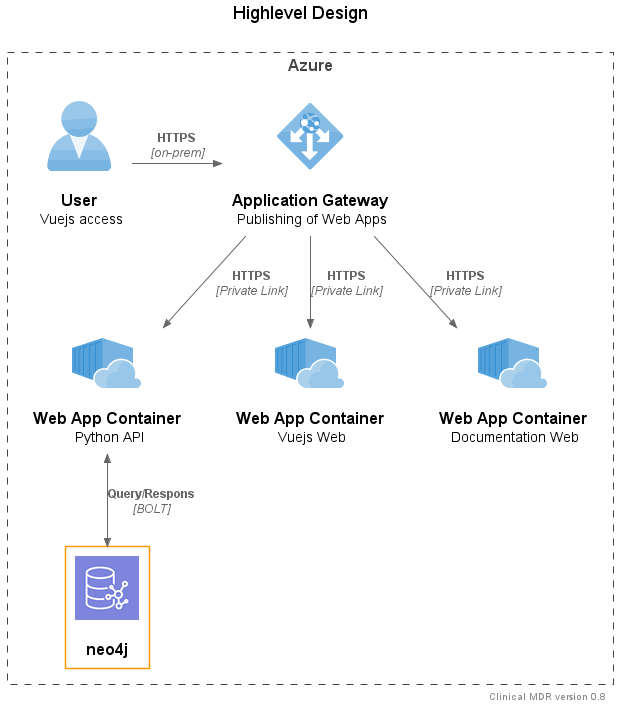 Highlevel Design
Azure
HTTPS
[on-prem]
User
Vuejs access
Application Gateway
Publishing of Web Apps
HTTPS
[Private Link]
HTTPS
[Private Link]
HTTPS
[Private Link]
Web App Container
Python API
Web App Container
Vuejs Web
Web App Container
Documentation Web
Query/Respons
[BOLT]
neo4j
Clinical MDR version 0.8